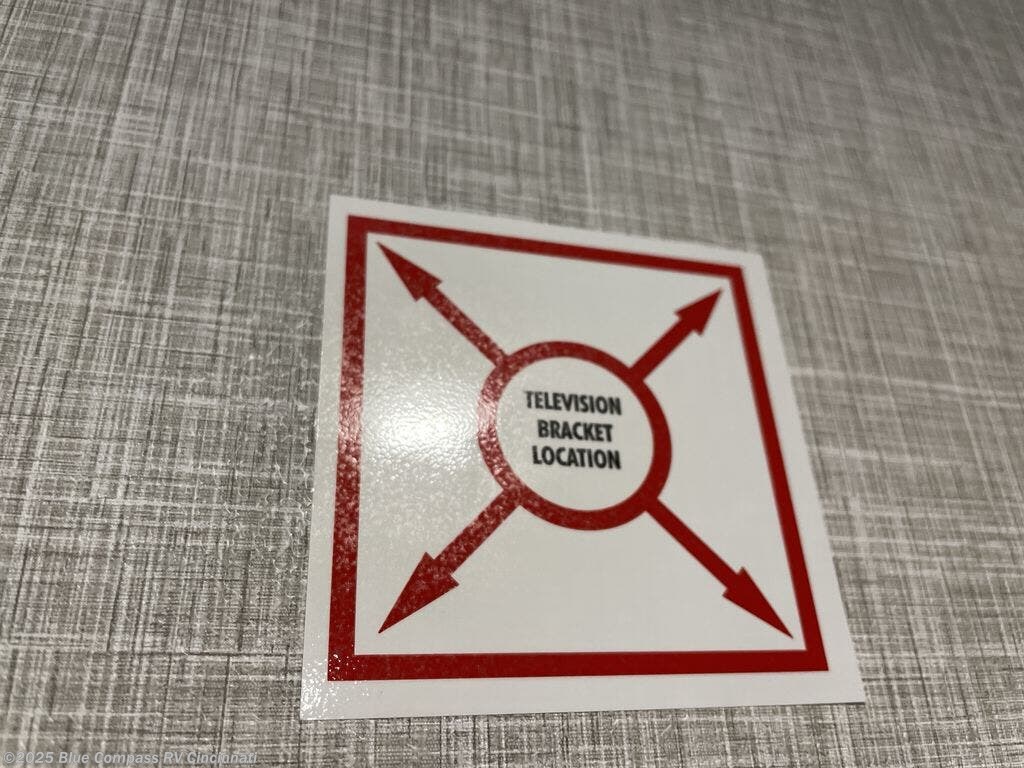 TELEVISION
BRACKET
LOCATION
©2025 Blue Compass RV Cincinnati